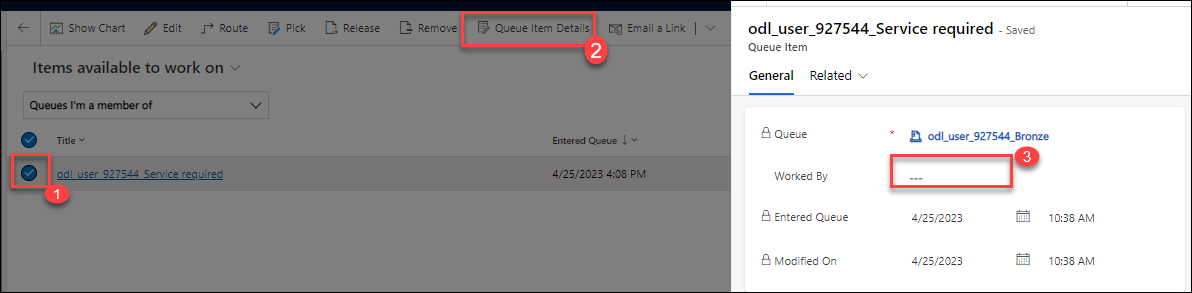 Show Chart Edit Route Pick Release Remove Queue Item Details Email a Link
2
Items available to work on
Queues I'm a member of
Title Entered Queue
odl_user_927544_Service required 4/25/2023 4:08 PM
1
odl_user_927544_Service required - Saved
Queue Item
General Related
Queue * odl_user_927544_Bronze
3
Worked By ---
Entered Queue 4/25/2023 10:38 AM
Modified On 4/25/2023 10:38 AM